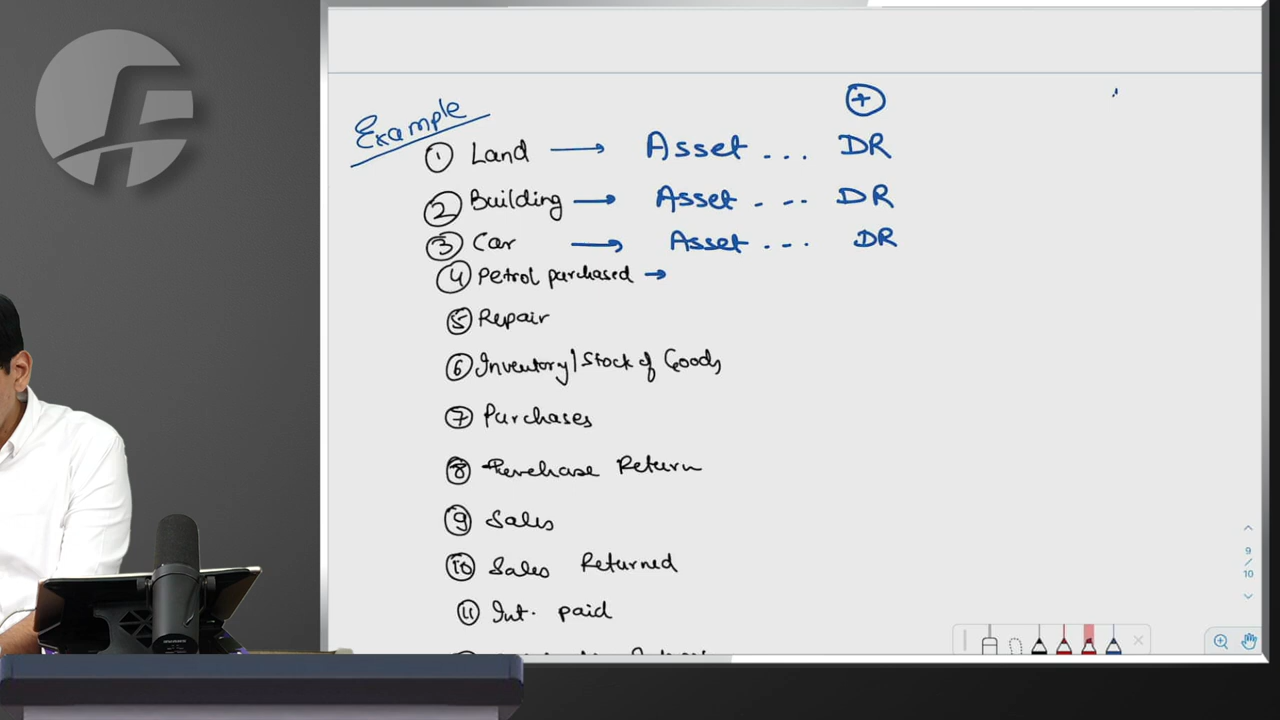 Example
+
① Land → Asset ... DR
② Building → Asset . -- DR
③ Car → Asset ... DR
④ Petrol purchased →
⑤ Repair
⑥ Inventory/Stock of Goods
⑦ Purchases
⑧ Purchase Return
⑨ Sales
⑩ Sales Returned
⑪ Int. paid
9
/
10